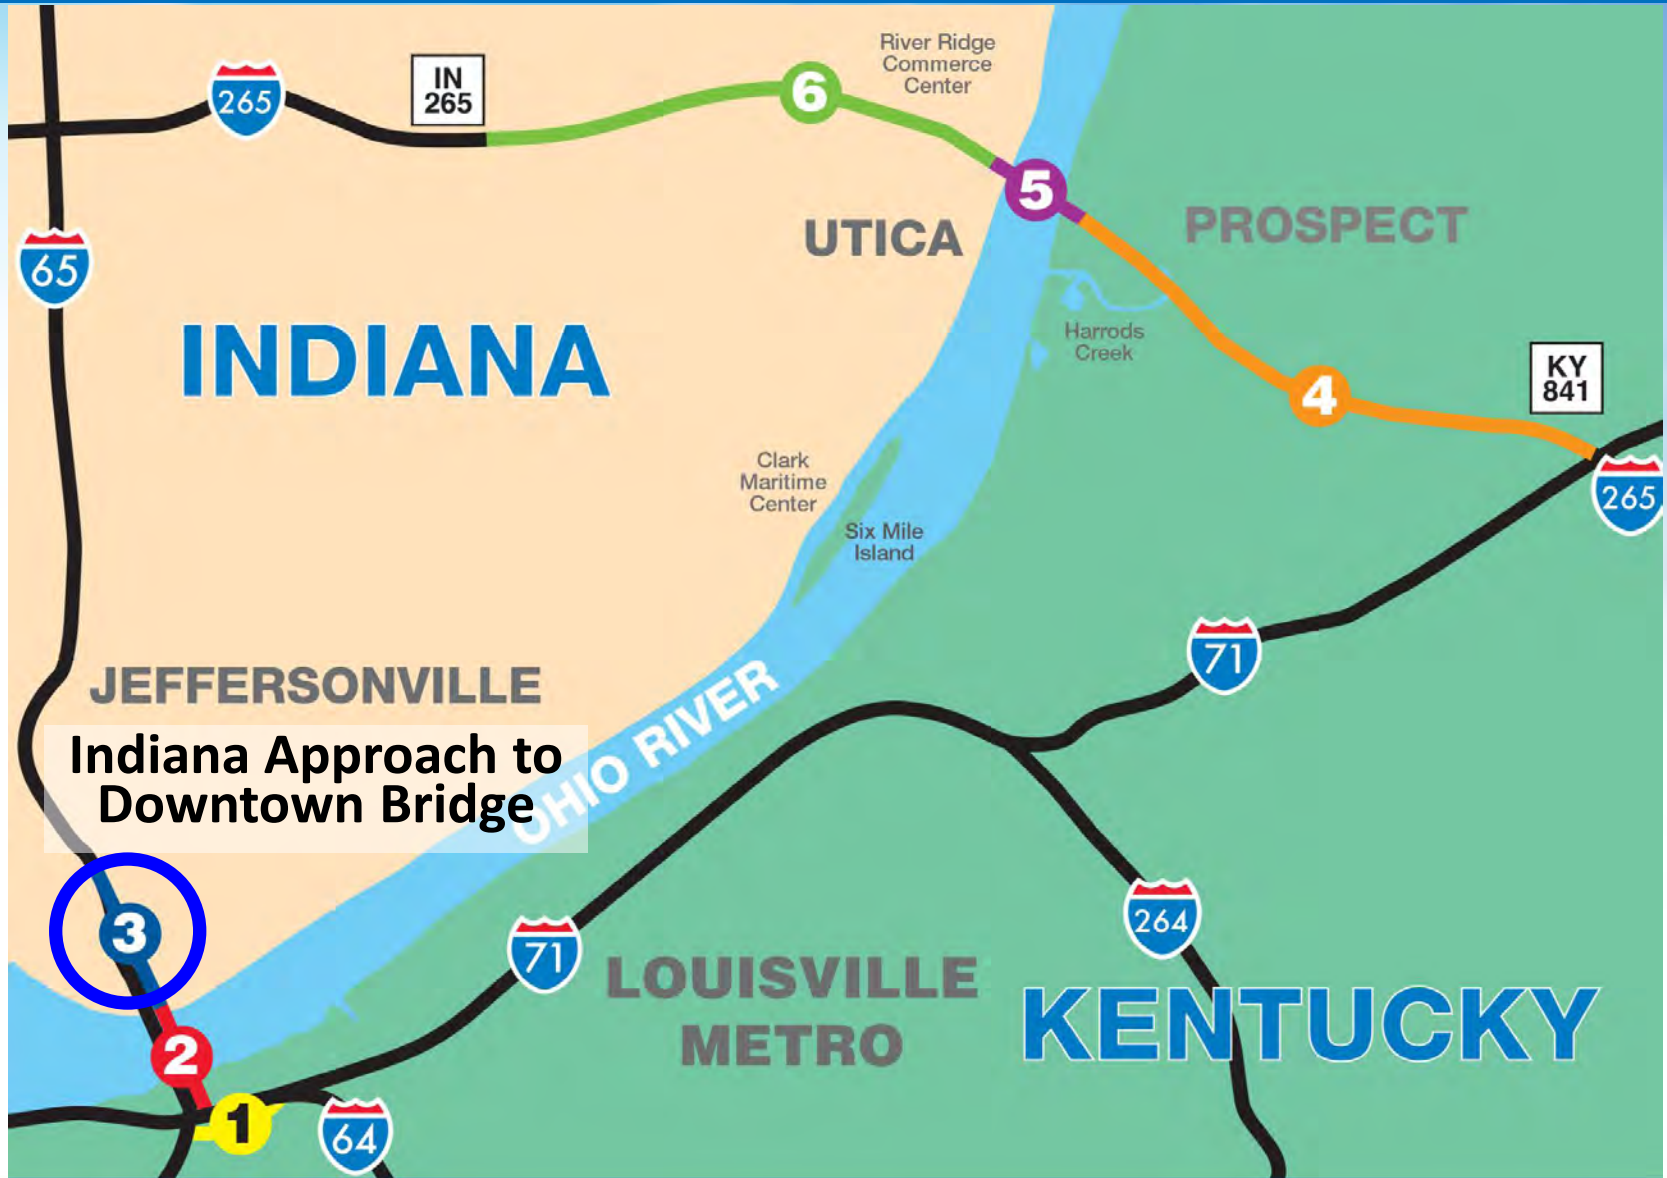 River Ridge
Commerce
Center
IN
265
265
6
5
UTICA
PROSPECT
65
INDIANA
Harrods
Creek
KY
841
4
Clark
Maritime
Center
265
Six Mile
Island
71
JEFFERSONVILLE
OHIO RIVER
Indiana Approach to
Downtown Bridge
3
264
71
LOUISVILLE
METRO
KENTUCKY
2
1
64